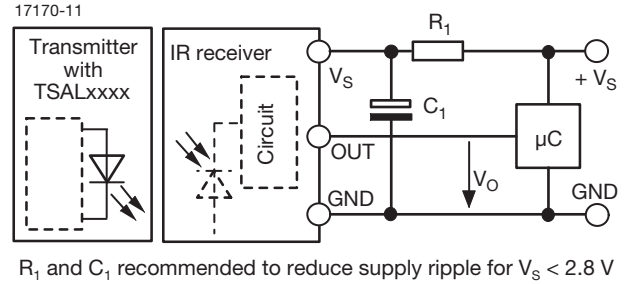 17170-11
Transmitter
with
TSALxxxx
IR receiver
Circuit
V_S
OUT
GND
R_1
C_1
V_O
µC
+ V_S
GND
R_1 and C_1 recommended to reduce supply ripple for V_S < 2.8 V